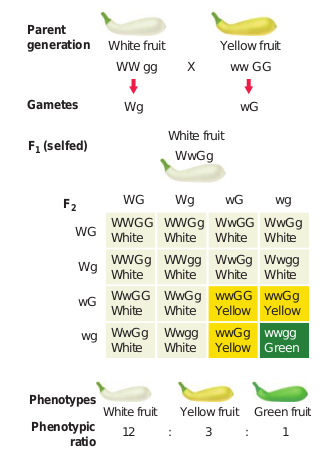 Parent generation
White fruit Yellow fruit
WW gg X ww GG
Gametes Wg wG
White fruit
F1 (selfed) WwGg
F2 WG Wg wG wg
WG WWGG White WWGg White WwGG White WwGg White
Wg WWGg White WWgg White WwGg White Wwgg White
wG WwGG White WwGg White wwGG Yellow wwGg Yellow
wg WwGg White Wwgg White wwGg Yellow wwgg Green
Phenotypes White fruit Yellow fruit Green fruit
Phenotypic ratio 12 : 3 : 1